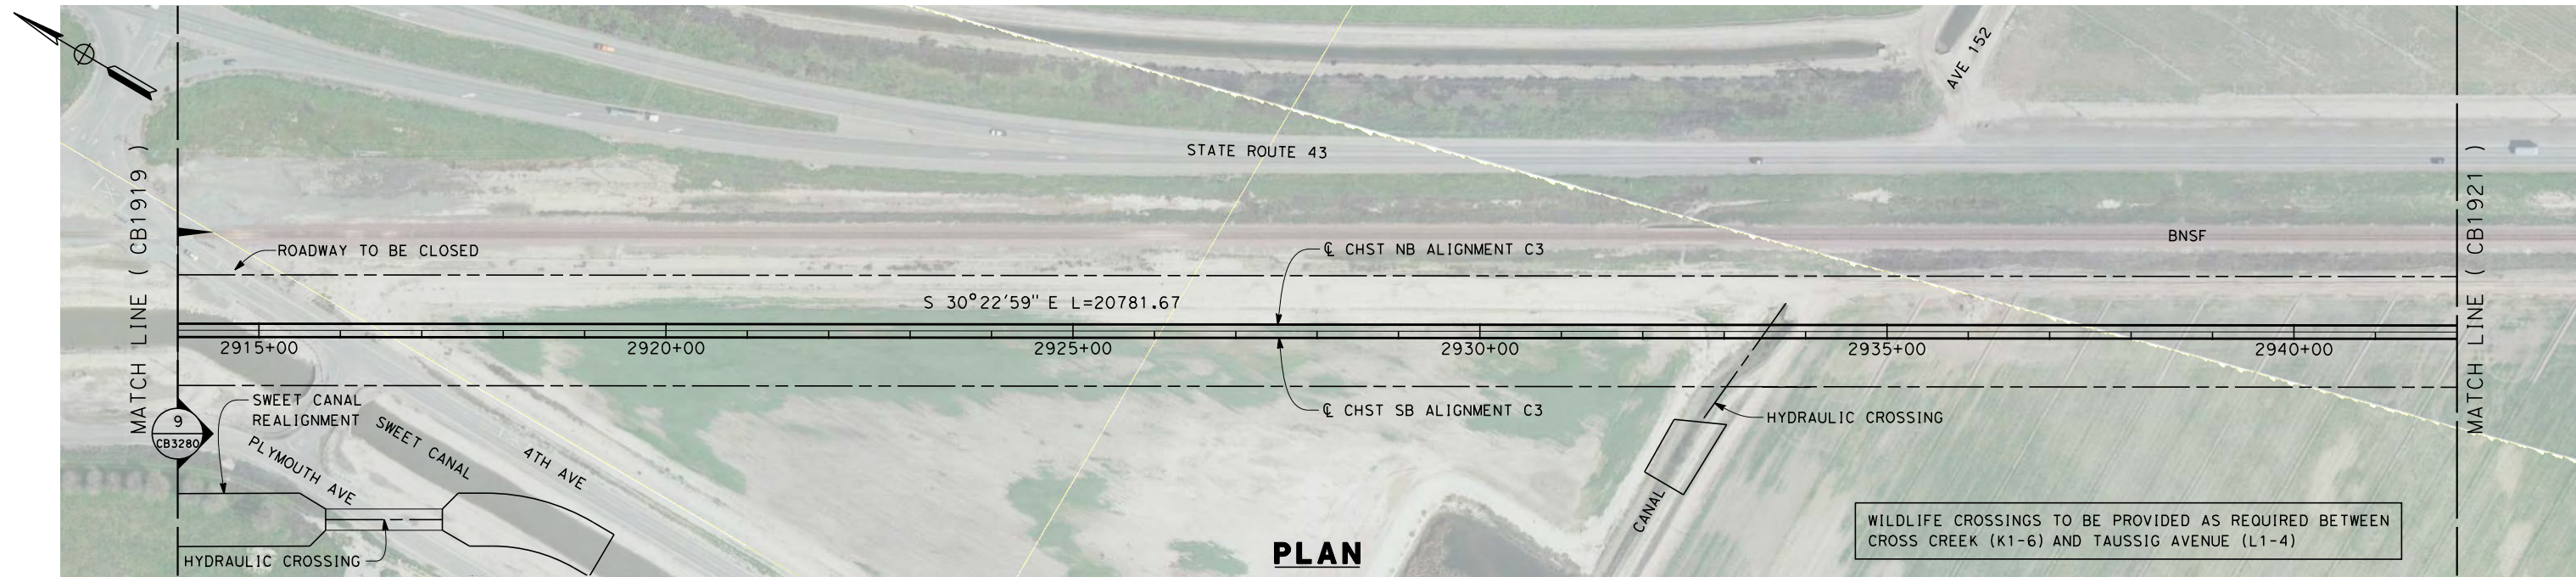 AVE 152
STATE ROUTE 43
MATCH LINE ( CB1919 )
MATCH LINE ( CB1921 )
BNSF
ROADWAY TO BE CLOSED
℄ CHST NB ALIGNMENT C3
S 30°22'59" E L=20781.67
2915+00
2920+00
2925+00
2930+00
2935+00
2940+00
SWEET CANAL
REALIGNMENT
℄ CHST SB ALIGNMENT C3
HYDRAULIC CROSSING
9
CB3280
PLYMOUTH AVE
SWEET CANAL
4TH AVE
CANAL
HYDRAULIC CROSSING
PLAN
WILDLIFE CROSSINGS TO BE PROVIDED AS REQUIRED BETWEEN
CROSS CREEK (K1-6) AND TAUSSIG AVENUE (L1-4)